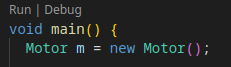 Run | Debug
void main() {
  Motor m = new Motor();